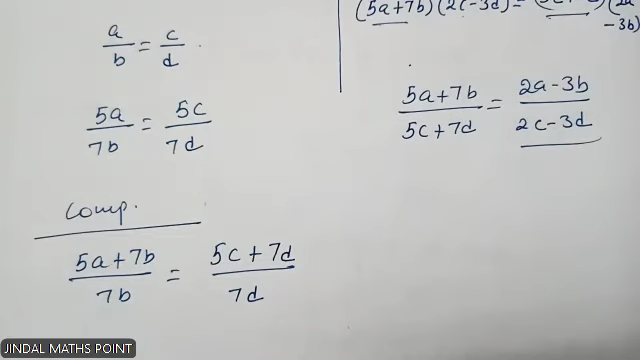 a/b = c/d
5a/7b = 5c/7d
Comp.
5a+7b/7b = 5c+7d/7d
(5a+7b)(2c-3d) =
-3b)
5a+7b/5c+7d = 2a-3b/2c-3d
JINDAL MATHS POINT